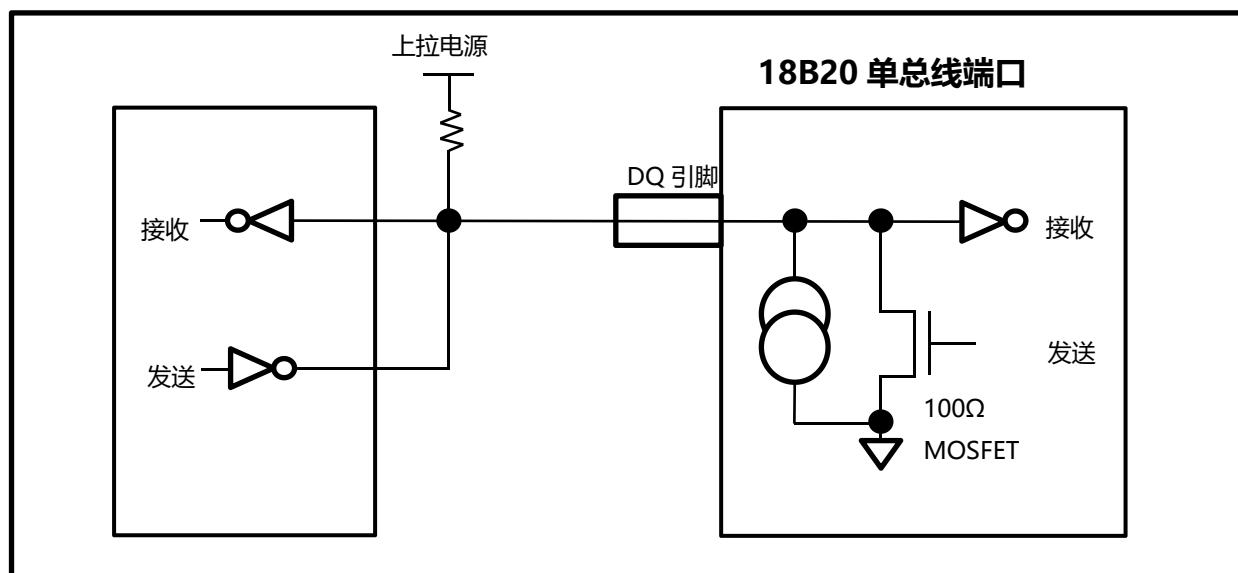 上拉电源
18B20 单总线端口
DQ 引脚
接收
接收
发送
发送
100Ω
MOSFET